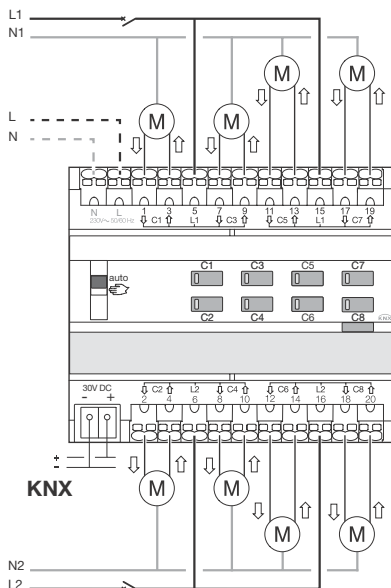 L1
N1
M M
L
M M
N
N L 1 3 5 7 9 11 13 15 17 19
230V~ 50/60Hz C1 L1 C3 C5 L1 C7
auto
C1 C3 C5 C7
C2 C4 C6 C8
KNX
30V DC C2 L2 C4 C6 L2 C8
- + 2 4 6 8 10 12 14 16 18 20
+
-
KNX
M M
M M
N2
L2